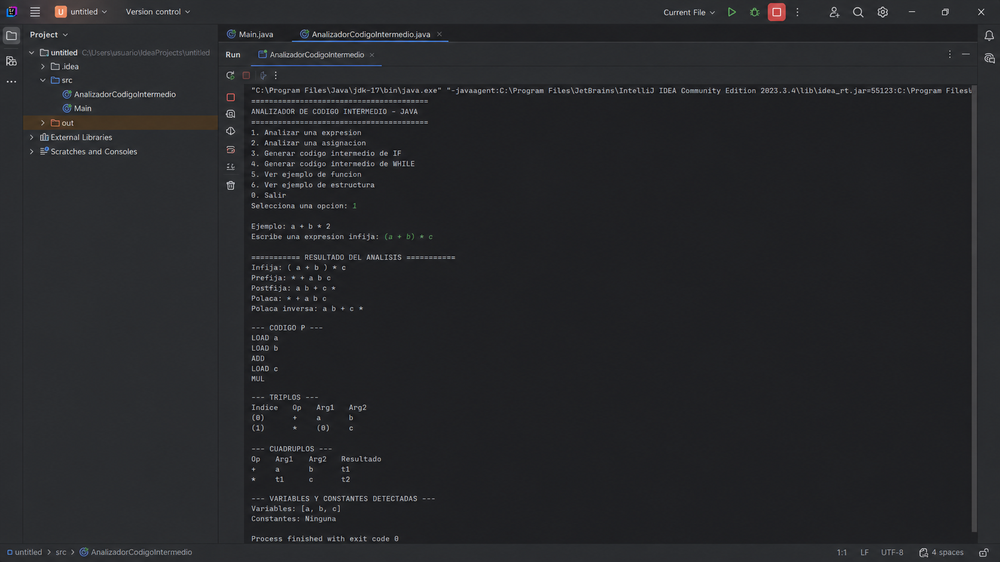 U untitled Version control Current File
Project
Main.java AnalizadorCodigoIntermedio.java
untitled C:\Users\usuario\IdeaProjects\untitled
.idea
src
AnalizadorCodigoIntermedio
Main
out
External Libraries
Scratches and Consoles
Run AnalizadorCodigoIntermedio
"C:\Program Files\Java\jdk-17\bin\java.exe" "-javaagent:C:\Program Files\JetBrains\IntelliJ IDEA Community Edition 2023.3.4\lib\idea_rt.jar=55123:C:\Program Files\
=======================================
ANALIZADOR DE CODIGO INTERMEDIO - JAVA
=======================================
1. Analizar una expresion
2. Analizar una asignacion
3. Generar codigo intermedio de IF
4. Generar codigo intermedio de WHILE
5. Ver ejemplo de funcion
6. Ver ejemplo de estructura
0. Salir
Selecciona una opcion: 1
Ejemplo: a + b * 2
Escribe una expresion infija: (a + b) * c
=========== RESULTADO DEL ANALISIS ===========
Infija: ( a + b ) * c
Prefija: * + a b c
Postfija: a b + c *
Polaca: * + a b c
Polaca inversa: a b + c *
--- CODIGO P ---
LOAD a
LOAD b
ADD
LOAD c
MUL
--- TRIPLOS ---
Indice Op Arg1 Arg2
(0) + a b
(1) * (0) c
--- CUADRUPLOS ---
Op Arg1 Arg2 Resultado
+ a b t1
* t1 c t2
--- VARIABLES Y CONSTANTES DETECTADAS ---
Variables: [a, b, c]
Constantes: Ninguna
Process finished with exit code 0
untitled > src > AnalizadorCodigoIntermedio 1:1 LF UTF-8 4 spaces